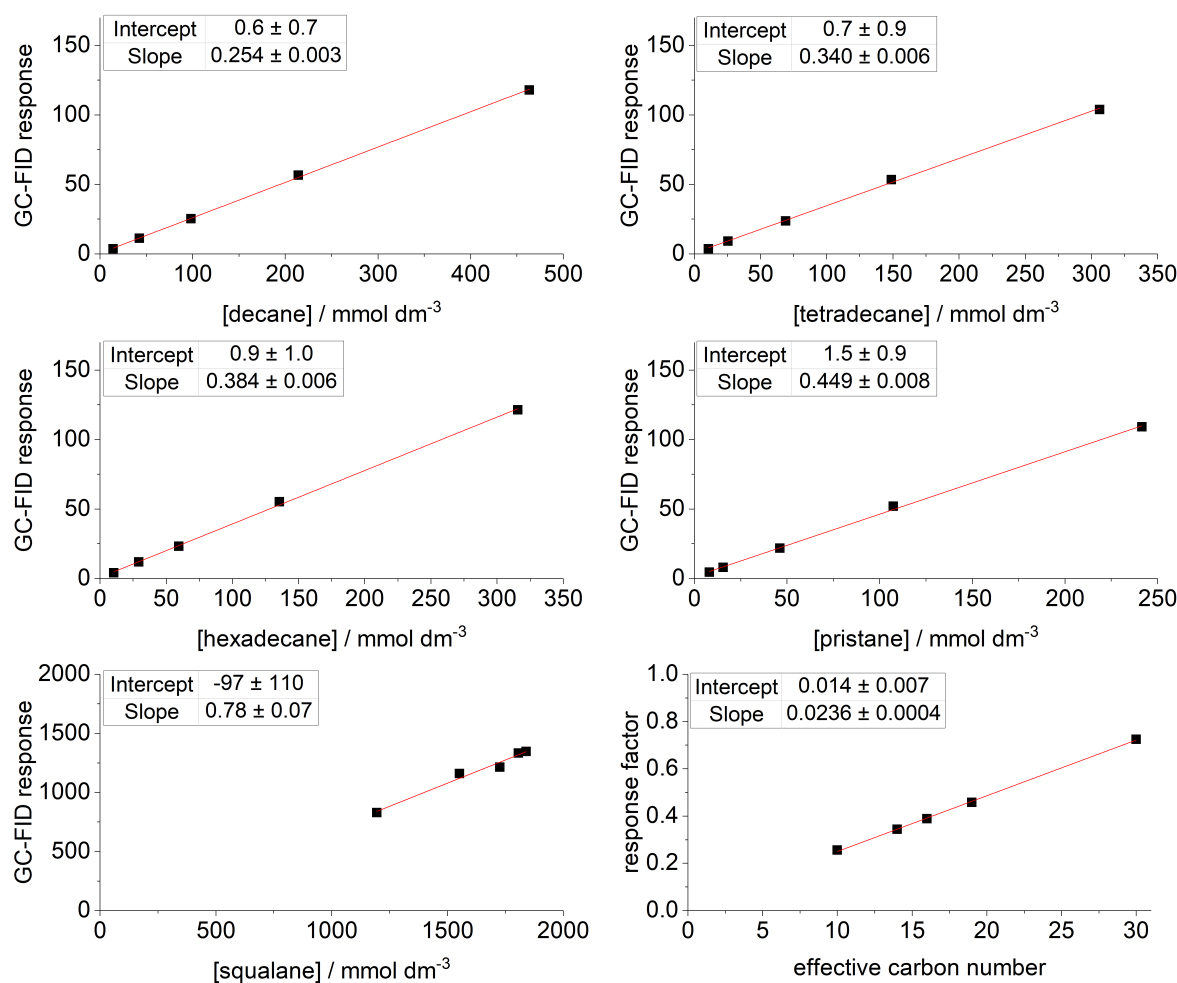 Intercept 0.6 ± 0.7
Slope 0.254 ± 0.003
GC-FID response
150
100
50
0
0 100 200 300 400 500
[decane] / mmol dm-3
Intercept 0.7 ± 0.9
Slope 0.340 ± 0.006
GC-FID response
150
100
50
0
0 50 100 150 200 250 300 350
[tetradecane] / mmol dm-3
Intercept 0.9 ± 1.0
Slope 0.384 ± 0.006
GC-FID response
150
100
50
0
0 50 100 150 200 250 300 350
[hexadecane] / mmol dm-3
Intercept 1.5 ± 0.9
Slope 0.449 ± 0.008
GC-FID response
150
100
50
0
0 50 100 150 200 250
[pristane] / mmol dm-3
Intercept -97 ± 110
Slope 0.78 ± 0.07
GC-FID response
2000
1500
1000
500
0
0 500 1000 1500 2000
[squalane] / mmol dm-3
Intercept 0.014 ± 0.007
Slope 0.0236 ± 0.0004
response factor
1.0
0.8
0.6
0.4
0.2
0.0
0 5 10 15 20 25 30
effective carbon number